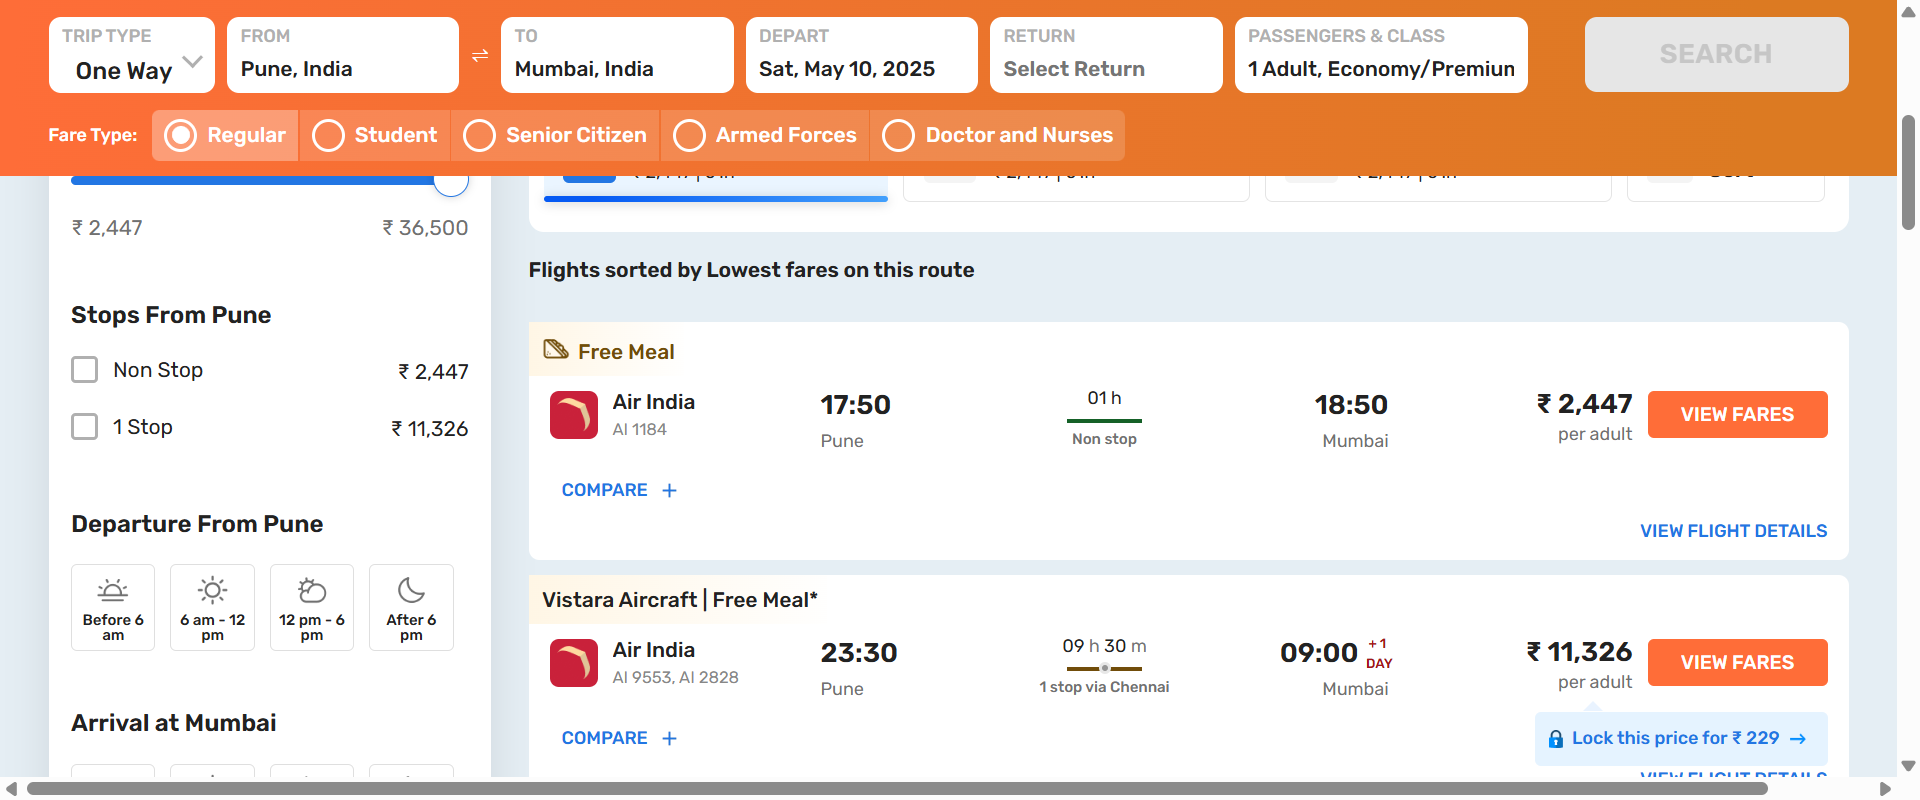 TRIP TYPE
One Way
FROM
Pune, India
TO
Mumbai, India
DEPART
Sat, May 10, 2025
RETURN
Select Return
PASSENGERS & CLASS
1 Adult, Economy/Premium
SEARCH
Fare Type:
Regular
Student
Senior Citizen
Armed Forces
Doctor and Nurses
₹ 2,447
₹ 36,500
Stops From Pune
Non Stop
₹ 2,447
1 Stop
₹ 11,326
Departure From Pune
Before 6
am
6 am - 12
pm
12 pm - 6
pm
After 6
pm
Arrival at Mumbai
Flights sorted by Lowest fares on this route
Free Meal
Air India
AI 1184
17:50
Pune
01 h
Non stop
18:50
Mumbai
₹ 2,447
per adult
VIEW FARES
COMPARE +
VIEW FLIGHT DETAILS
Vistara Aircraft | Free Meal*
Air India
AI 9553, AI 2828
23:30
Pune
09 h 30 m
1 stop via Chennai
09:00
+ 1
DAY
Mumbai
₹ 11,326
per adult
VIEW FARES
COMPARE +
Lock this price for ₹ 229 →
VIEW FLIGHT DETAILS